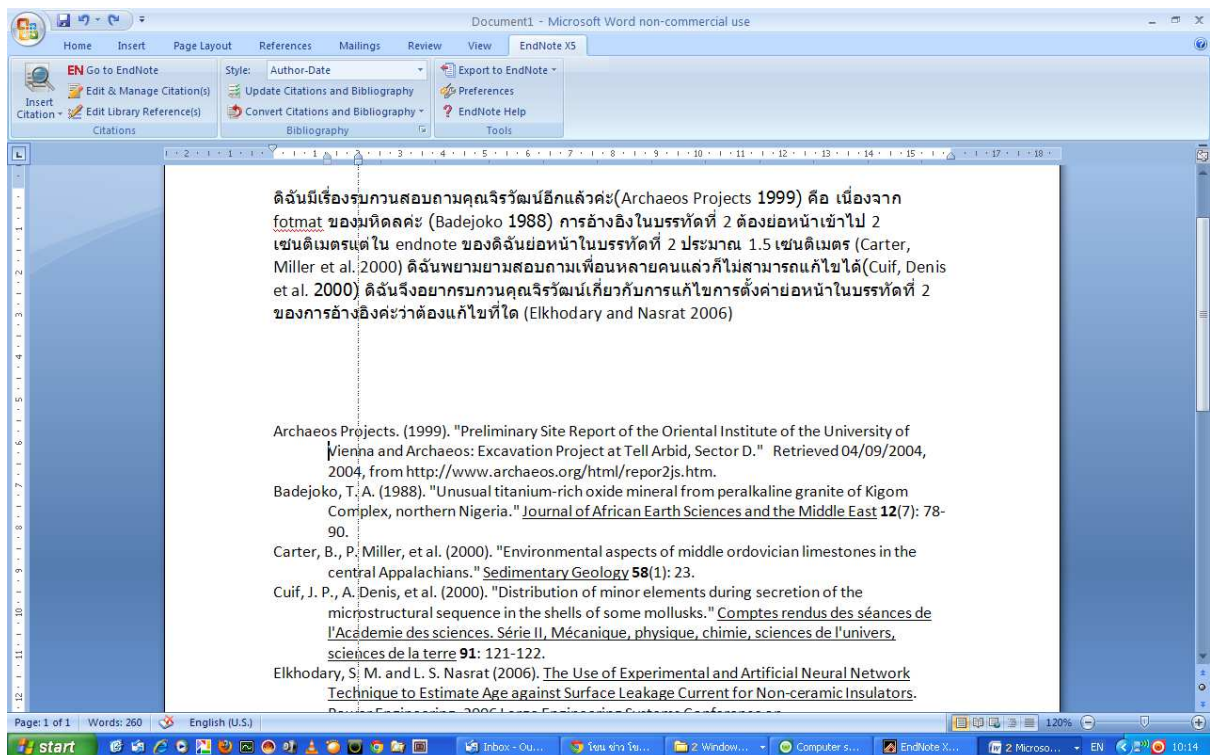 Document1 - Microsoft Word non-commercial use
Home Insert Page Layout References Mailings Review View EndNote X5
Insert Citation
EN Go to EndNote
Edit & Manage Citation(s)
Edit Library Reference(s)
Citations
Style: Author-Date
Update Citations and Bibliography
Convert Citations and Bibliography
Bibliography
Export to EndNote
Preferences
EndNote Help
Tools
ดิฉันมีเรื่องรบกวนสอบถามคุณจิรวัฒน์อีกแล้วค่ะ(Archaeos Projects 1999) คือ เนื่องจาก
fotmat ของมหิดลค่ะ (Badejoko 1988) การอ้างอิงในบรรทัดที่ 2 ต้องย่อหน้าเข้าไป 2
เซนติเมตรแต่ใน endnote ของดิฉันย่อหน้าในบรรทัดที่ 2 ประมาณ 1.5 เซนติเมตร (Carter,
Miller et al. 2000) ดิฉันพยามยามสอบถามเพื่อนหลายคนแล่วก็ไม่สามารถแก้ไขได้(Cuif, Denis
et al. 2000) ดิฉันจึงอยากรบกวนคุณจิรวัฒน์เกี่ยวกับการแก้ไขการตั้งค่าย่อหน้าในบรรทัดที่ 2
ของการอ้างอิงค่ะว่าต้องแก้ไขที่ใด (Elkhodary and Nasrat 2006)
Archaeos Projects. (1999). "Preliminary Site Report of the Oriental Institute of the University of
Vienna and Archaeos: Excavation Project at Tell Arbid, Sector D." Retrieved 04/09/2004,
2004, from http://www.archaeos.org/html/repor2js.htm.
Badejoko, T. A. (1988). "Unusual titanium-rich oxide mineral from peralkaline granite of Kigom
Complex, northern Nigeria." Journal of African Earth Sciences and the Middle East 12(7): 78-
90.
Carter, B., P. Miller, et al. (2000). "Environmental aspects of middle ordovician limestones in the
central Appalachians." Sedimentary Geology 58(1): 23.
Cuif, J. P., A. Denis, et al. (2000). "Distribution of minor elements during secretion of the
microstructural sequence in the shells of some mollusks." Comptes rendus des séances de
l'Academie des sciences. Série II, Mécanique, physique, chimie, sciences de l'univers,
sciences de la terre 91: 121-122.
Elkhodary, S. M. and L. S. Nasrat (2006). The Use of Experimental and Artificial Neural Network
Technique to Estimate Age against Surface Leakage Current for Non-ceramic Insulators.
Page: 1 of 1 Words: 260 English (U.S.) 120%
start Inbox - Ou... 2 Window... Computer s... EndNote X... 2 Microso... EN 10:14